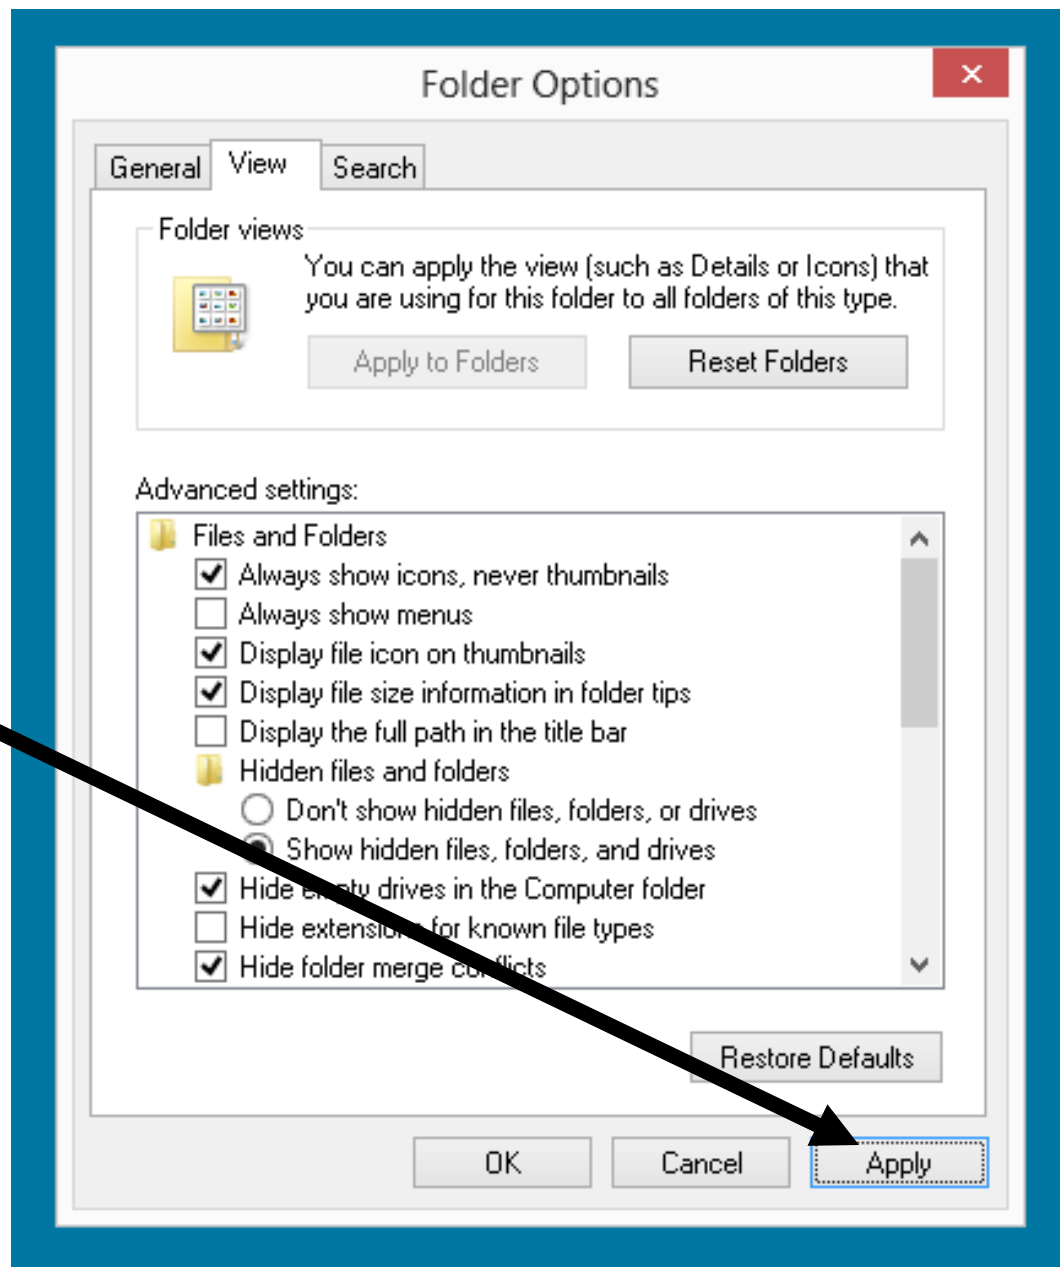 Folder Options
General
View
Search
Folder views
You can apply the view (such as Details or Icons) that
you are using for this folder to all folders of this type.
Apply to Folders
Reset Folders
Advanced settings:
Files and Folders
Always show icons, never thumbnails
Always show menus
Display file icon on thumbnails
Display file size information in folder tips
Display the full path in the title bar
Hidden files and folders
Don't show hidden files, folders, or drives
Show hidden files, folders, and drives
Hide empty drives in the Computer folder
Hide extensions for known file types
Hide folder merge conflicts
Restore Defaults
OK
Cancel
Apply